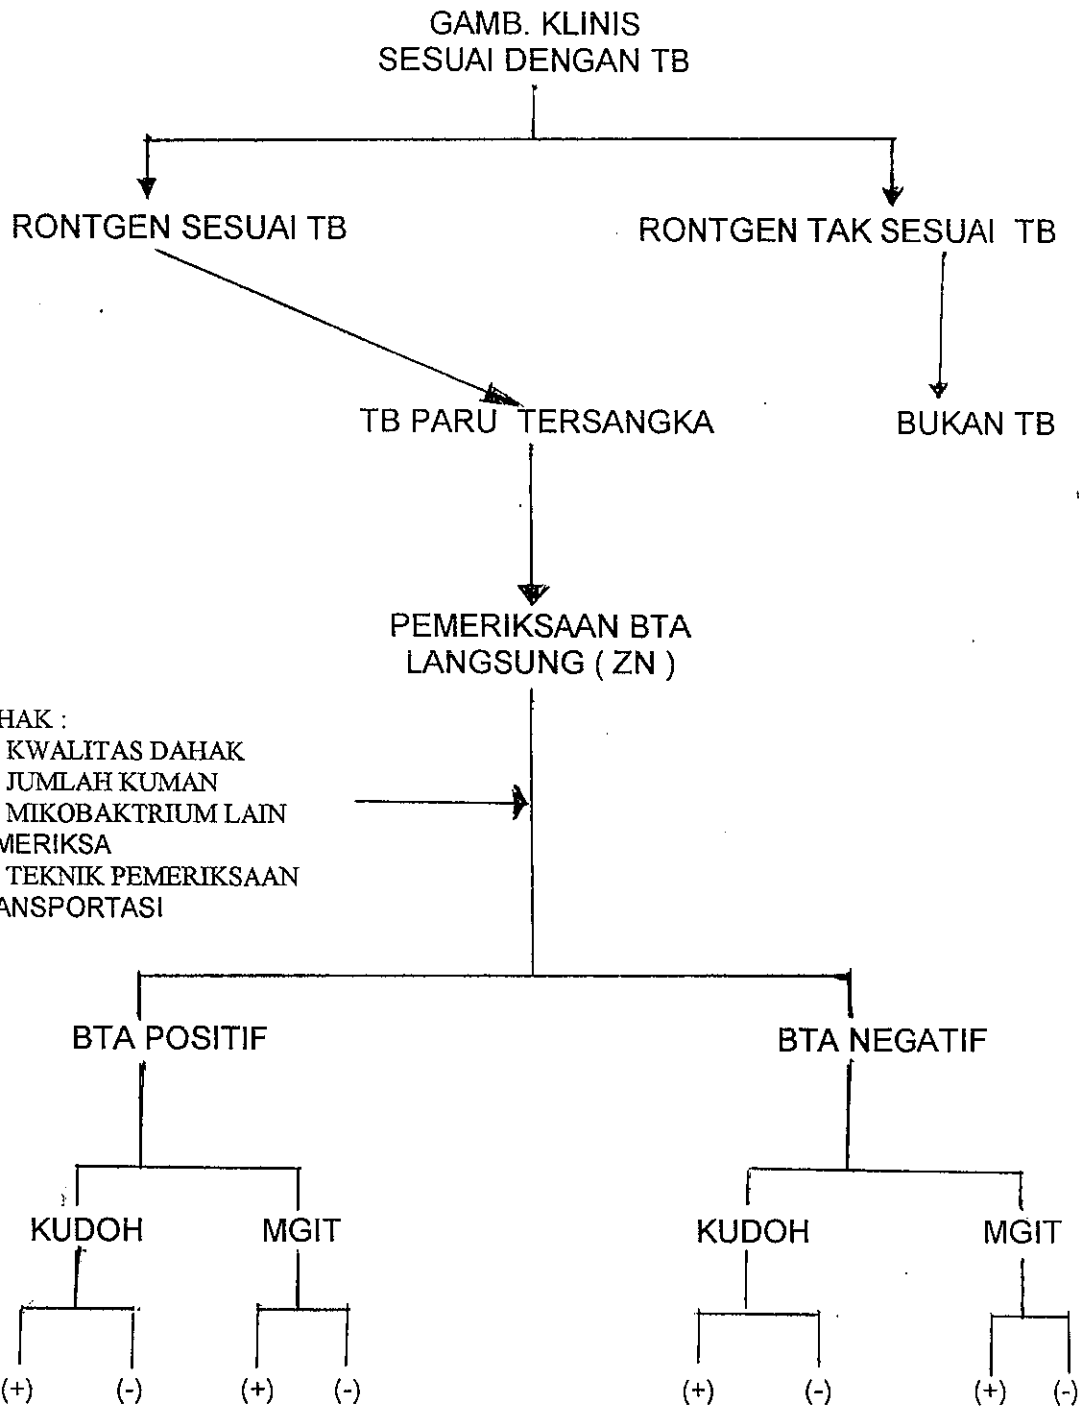 GAMB. KLINIS
SESUAI DENGAN TB
RONTGEN SESUAI TB
RONTGEN TAK SESUAI TB
TB PARU TERSANGKA
BUKAN TB
PEMERIKSAAN BTA
LANGSUNG ( ZN )
HAK :
KWALITAS DAHAK
JUMLAH KUMAN
MIKOBAKTRIUM LAIN
MERIKSA
TEKNIK PEMERIKSAAN
ANSPORTASI
BTA POSITIF
BTA NEGATIF
KUDOH
MGIT
KUDOH
MGIT
(+) (-) (+) (-) (+) (-) (+) (-)